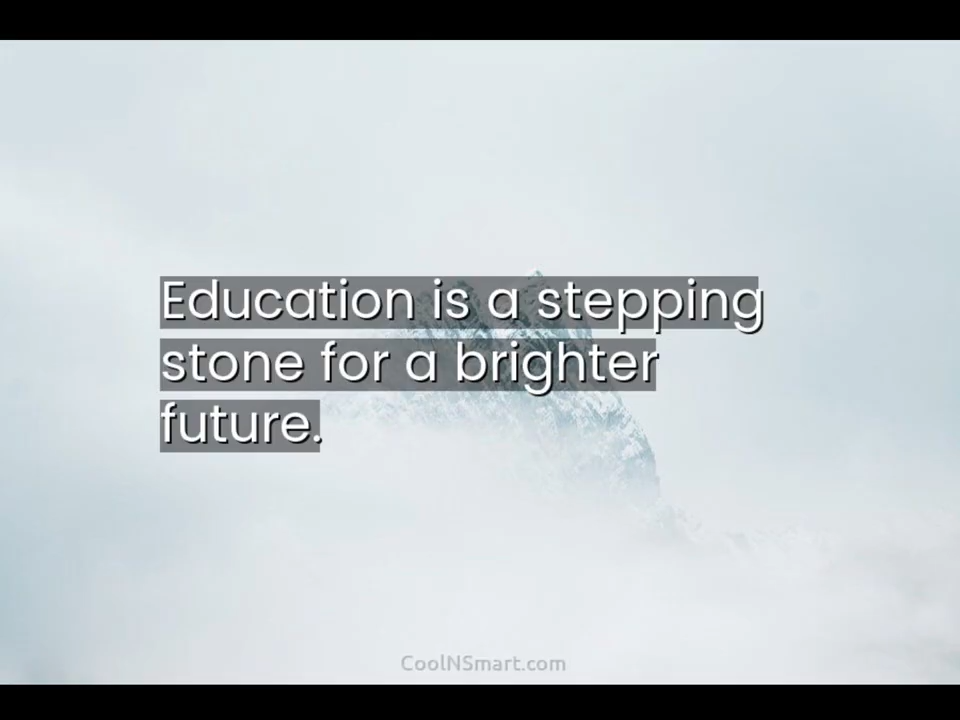 Education is a stepping
stone for a brighter
future.
CoolNSmart.com